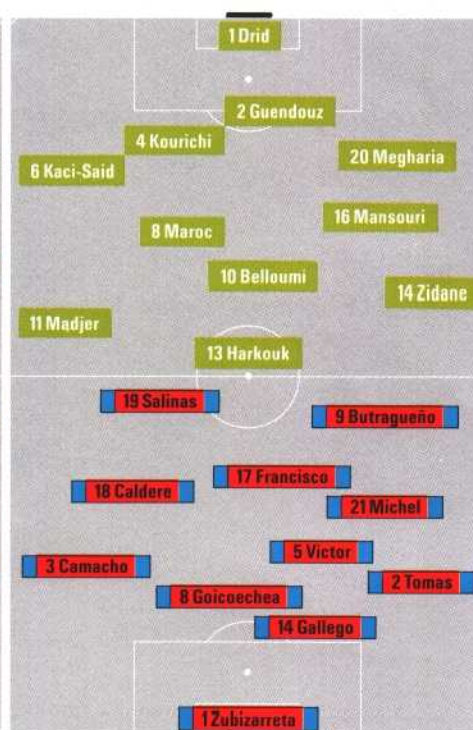 1 Drid
2 Guendouz
4 Kourichi
20 Megharia
6 Kaci-Said
16 Mansouri
8 Maroc
10 Belloumi
14 Zidane
11 Madjer
13 Harkouk
19 Salinas
9 Butragueño
17 Francisco
18 Caldere
21 Michel
5 Victor
3 Camacho
2 Tomas
8 Goicoechea
14 Gallego
1 Zubizarreta